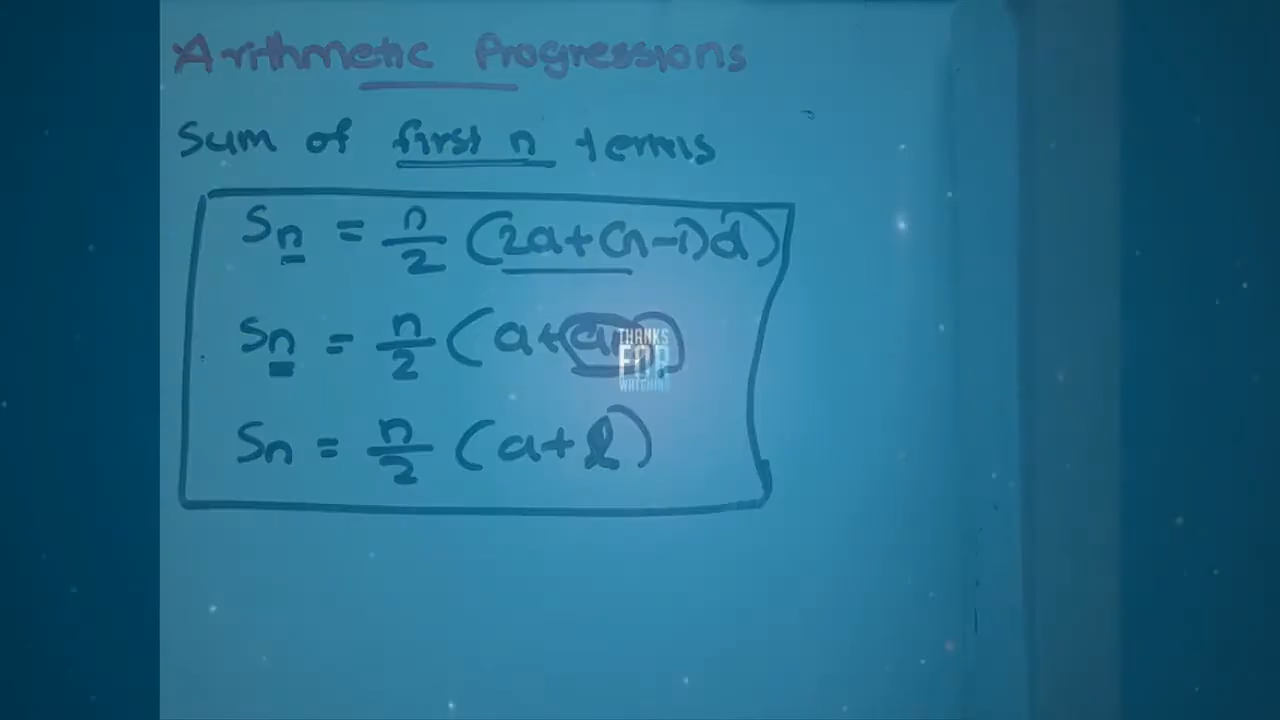 Arithmetic Progressions
Sum of first n terms
Sn = n/2 (2a+(n-1)d)
Sn = n/2 (a+an)
THANKS
FOR
WATCHING
Sn = n/2 (a+l)